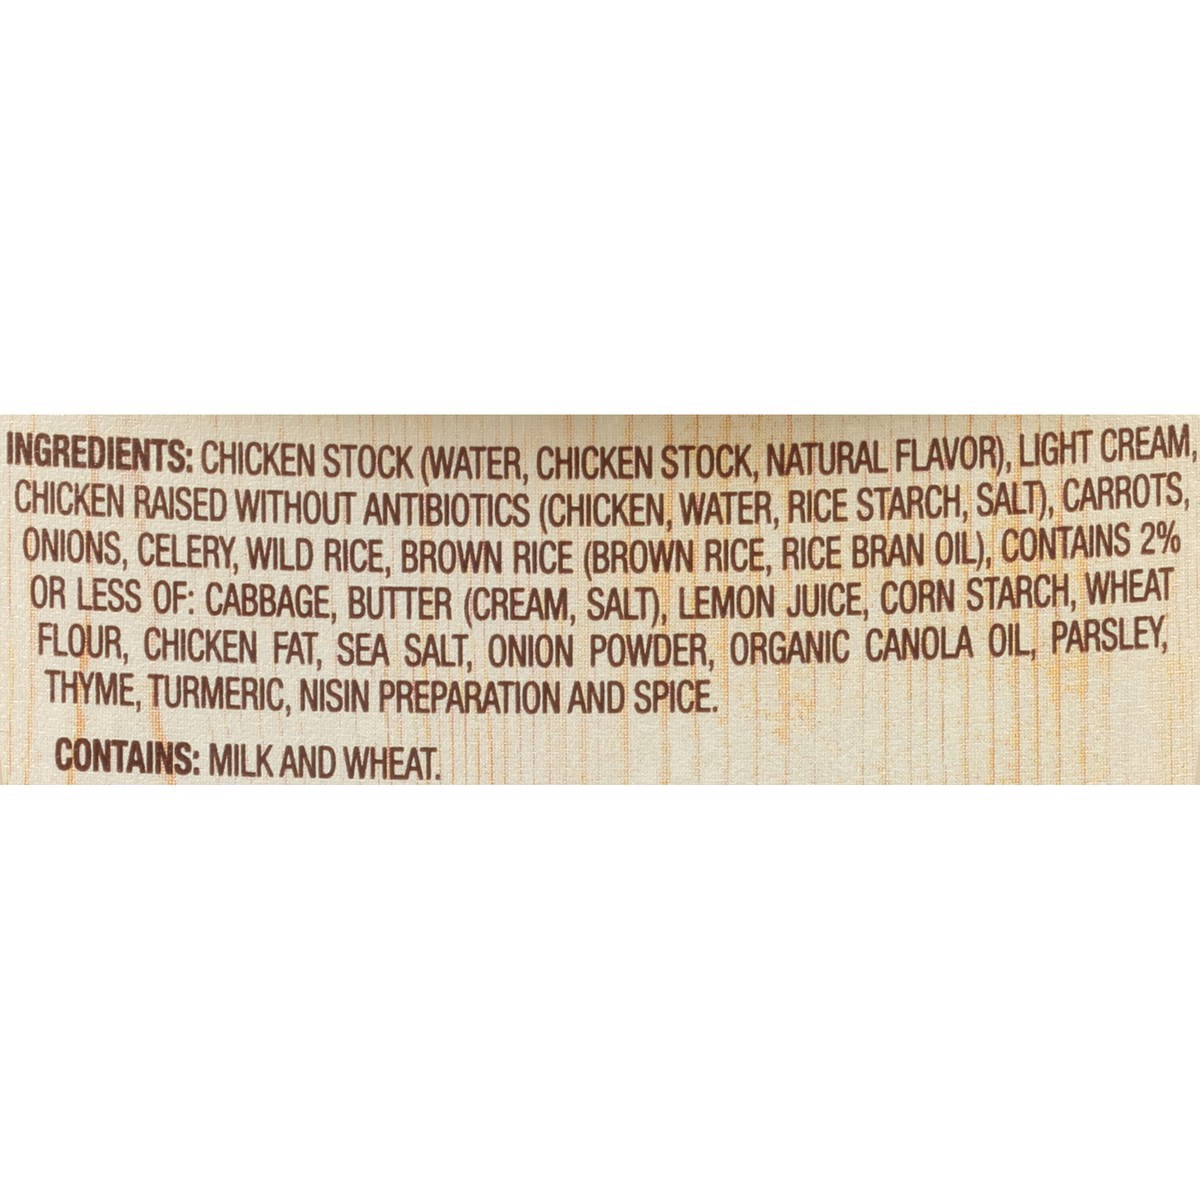 INGREDIENTS: CHICKEN STOCK (WATER, CHICKEN STOCK, NATURAL FLAVOR), LIGHT CREAM,
CHICKEN RAISED WITHOUT ANTIBIOTICS (CHICKEN, WATER, RICE STARCH, SALT), CARROTS,
ONIONS, CELERY, WILD RICE, BROWN RICE (BROWN RICE, RICE BRAN OIL), CONTAINS 2%
OR LESS OF: CABBAGE, BUTTER (CREAM, SALT), LEMON JUICE, CORN STARCH, WHEAT
FLOUR, CHICKEN FAT, SEA SALT, ONION POWDER, ORGANIC CANOLA OIL, PARSLEY,
THYME, TURMERIC, NISIN PREPARATION AND SPICE.
CONTAINS: MILK AND WHEAT.